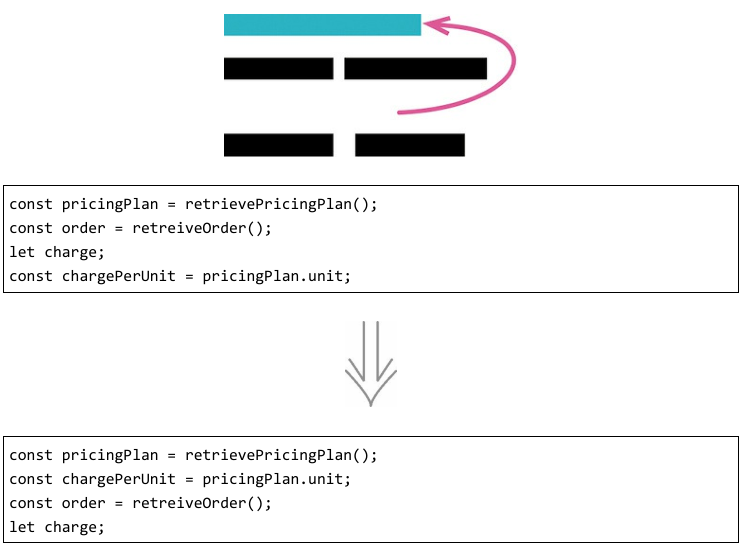 const pricingPlan = retrievePricingPlan();
const order = retreiveOrder();
let charge;
const chargePerUnit = pricingPlan.unit;
const pricingPlan = retrievePricingPlan();
const chargePerUnit = pricingPlan.unit;
const order = retreiveOrder();
let charge;